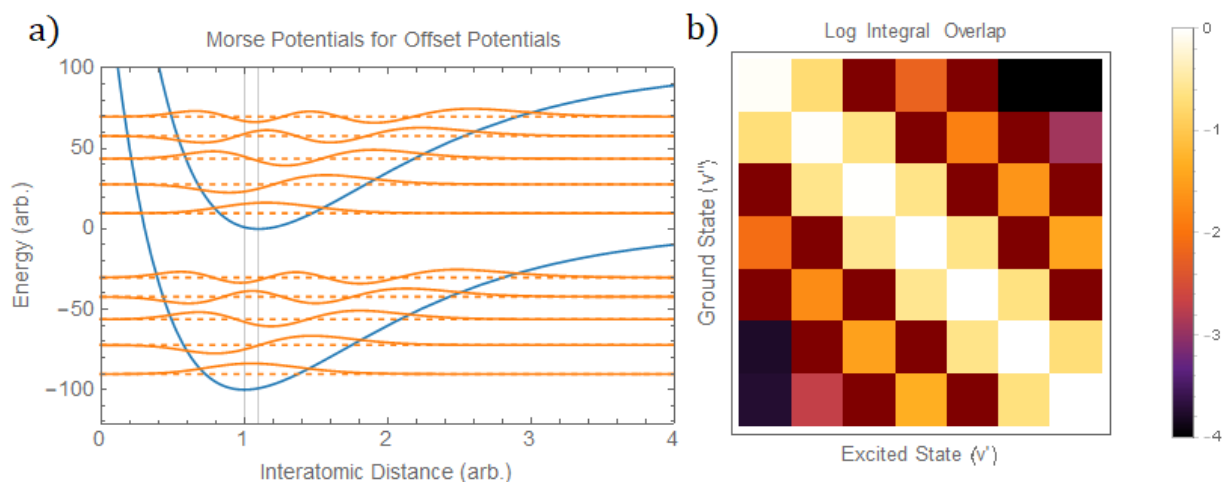 a)
Morse Potentials for Offset Potentials
100
50
0
−50
−100
Energy (arb.)
0 1 2 3 4
Interatomic Distance (arb.)
b)
Log Integral Overlap
Ground State (v'')
Excited State (v')
0
−1
−2
−3
−4